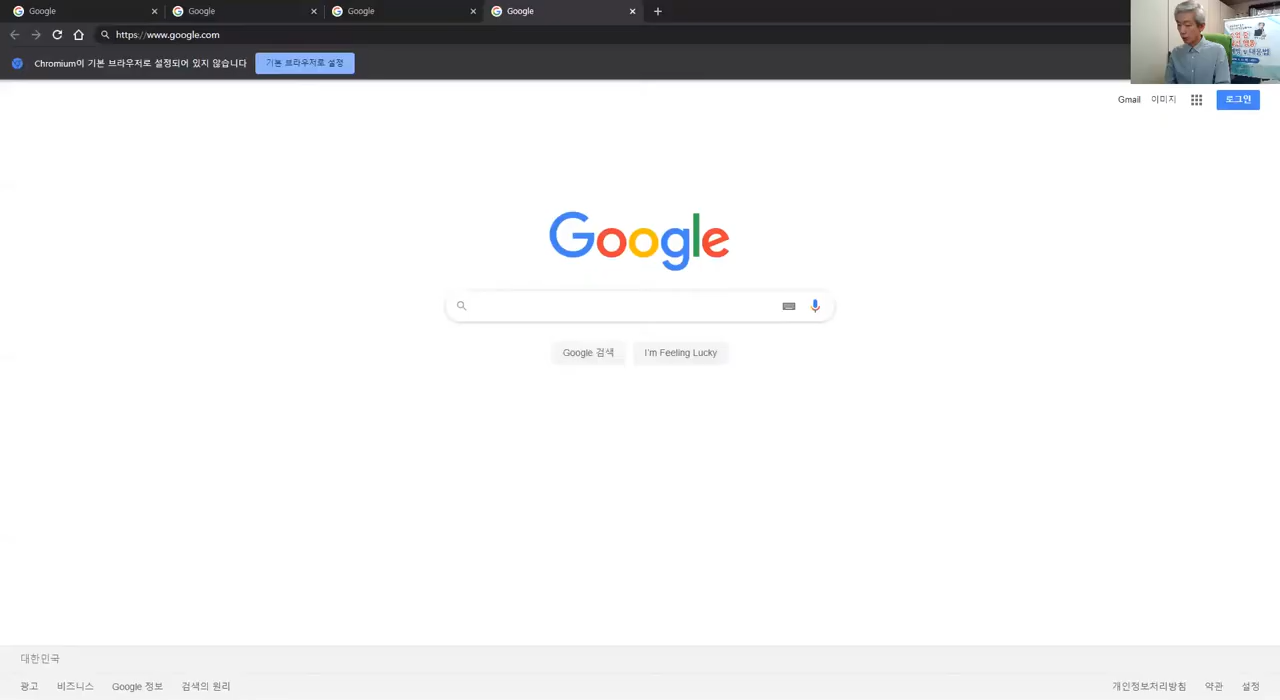 Google
Google
Google
Google
https://www.google.com
Chromium이 기본 브라우저로 설정되어 있지 않습니다
기본 브라우저로 설정
Gmail
이미지
로그인
Google
Google 검색
I'm Feeling Lucky
대한민국
광고
비즈니스
Google 정보
검색의 원리
개인정보처리방침
약관
설정